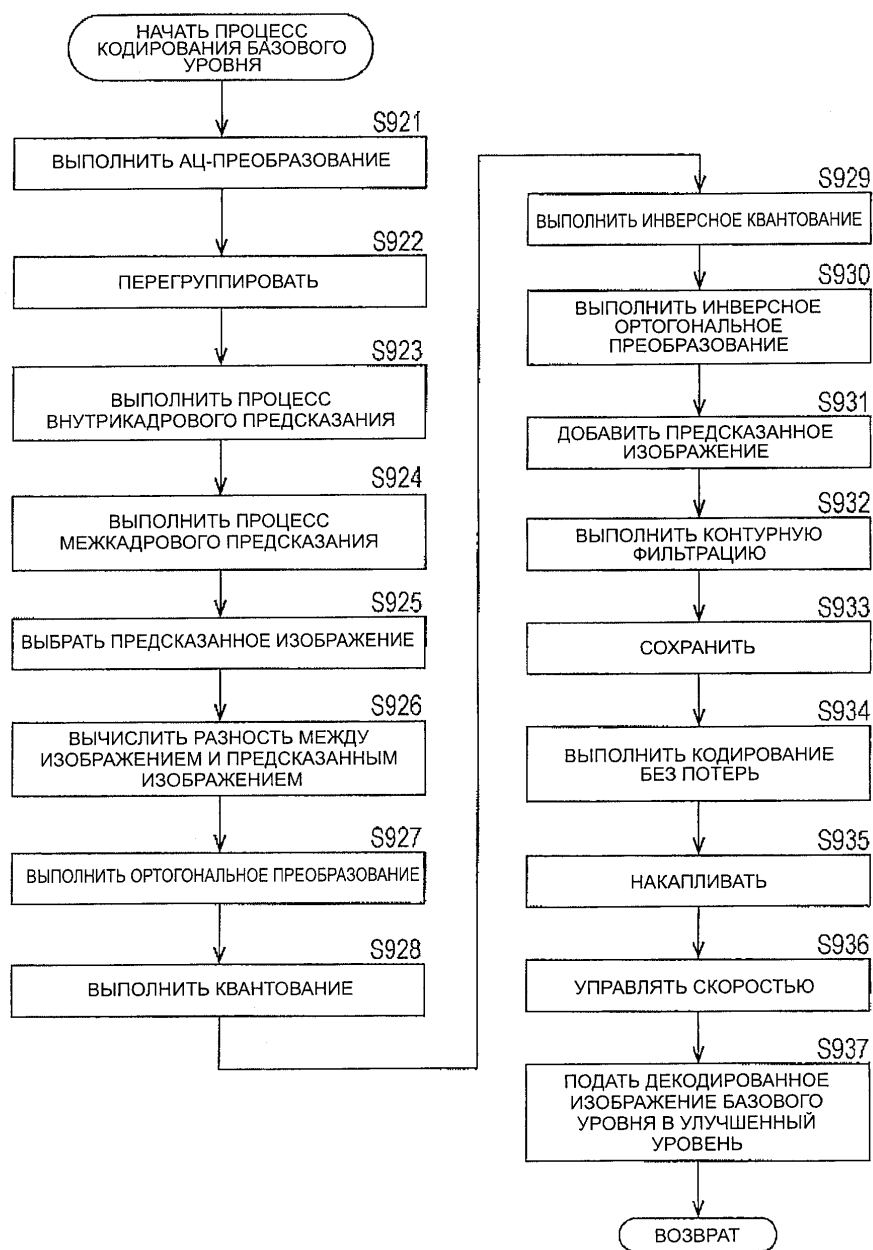 НАЧАТЬ ПРОЦЕСС
КОДИРОВАНИЯ БАЗОВОГО
УРОВНЯ
S921
ВЫПОЛНИТЬ АЦ-ПРЕОБРАЗОВАНИЕ
S922
ПЕРЕГРУППИРОВАТЬ
S923
ВЫПОЛНИТЬ ПРОЦЕСС
ВНУТРИКАДРОВОГО ПРЕДСКАЗАНИЯ
S924
ВЫПОЛНИТЬ ПРОЦЕСС
МЕЖКАДРОВОГО ПРЕДСКАЗАНИЯ
S925
ВЫБРАТЬ ПРЕДСКАЗАННОЕ ИЗОБРАЖЕНИЕ
S926
ВЫЧИСЛИТЬ РАЗНОСТЬ МЕЖДУ
ИЗОБРАЖЕНИЕМ И ПРЕДСКАЗАННЫМ
ИЗОБРАЖЕНИЕМ
S927
ВЫПОЛНИТЬ ОРТОГОНАЛЬНОЕ ПРЕОБРАЗОВАНИЕ
S928
ВЫПОЛНИТЬ КВАНТОВАНИЕ
S929
ВЫПОЛНИТЬ ИНВЕРСНОЕ КВАНТОВАНИЕ
S930
ВЫПОЛНИТЬ ИНВЕРСНОЕ
ОРТОГОНАЛЬНОЕ
ПРЕОБРАЗОВАНИЕ
S931
ДОБАВИТЬ ПРЕДСКАЗАННОЕ
ИЗОБРАЖЕНИЕ
S932
ВЫПОЛНИТЬ КОНТУРНУЮ
ФИЛЬТРАЦИЮ
S933
СОХРАНИТЬ
S934
ВЫПОЛНИТЬ КОДИРОВАНИЕ
БЕЗ ПОТЕРЬ
S935
НАКАПЛИВАТЬ
S936
УПРАВЛЯТЬ СКОРОСТЬЮ
S937
ПОДАТЬ ДЕКОДИРОВАННОЕ
ИЗОБРАЖЕНИЕ БАЗОВОГО
УРОВНЯ В УЛУЧШЕННЫЙ
УРОВЕНЬ
ВОЗВРАТ